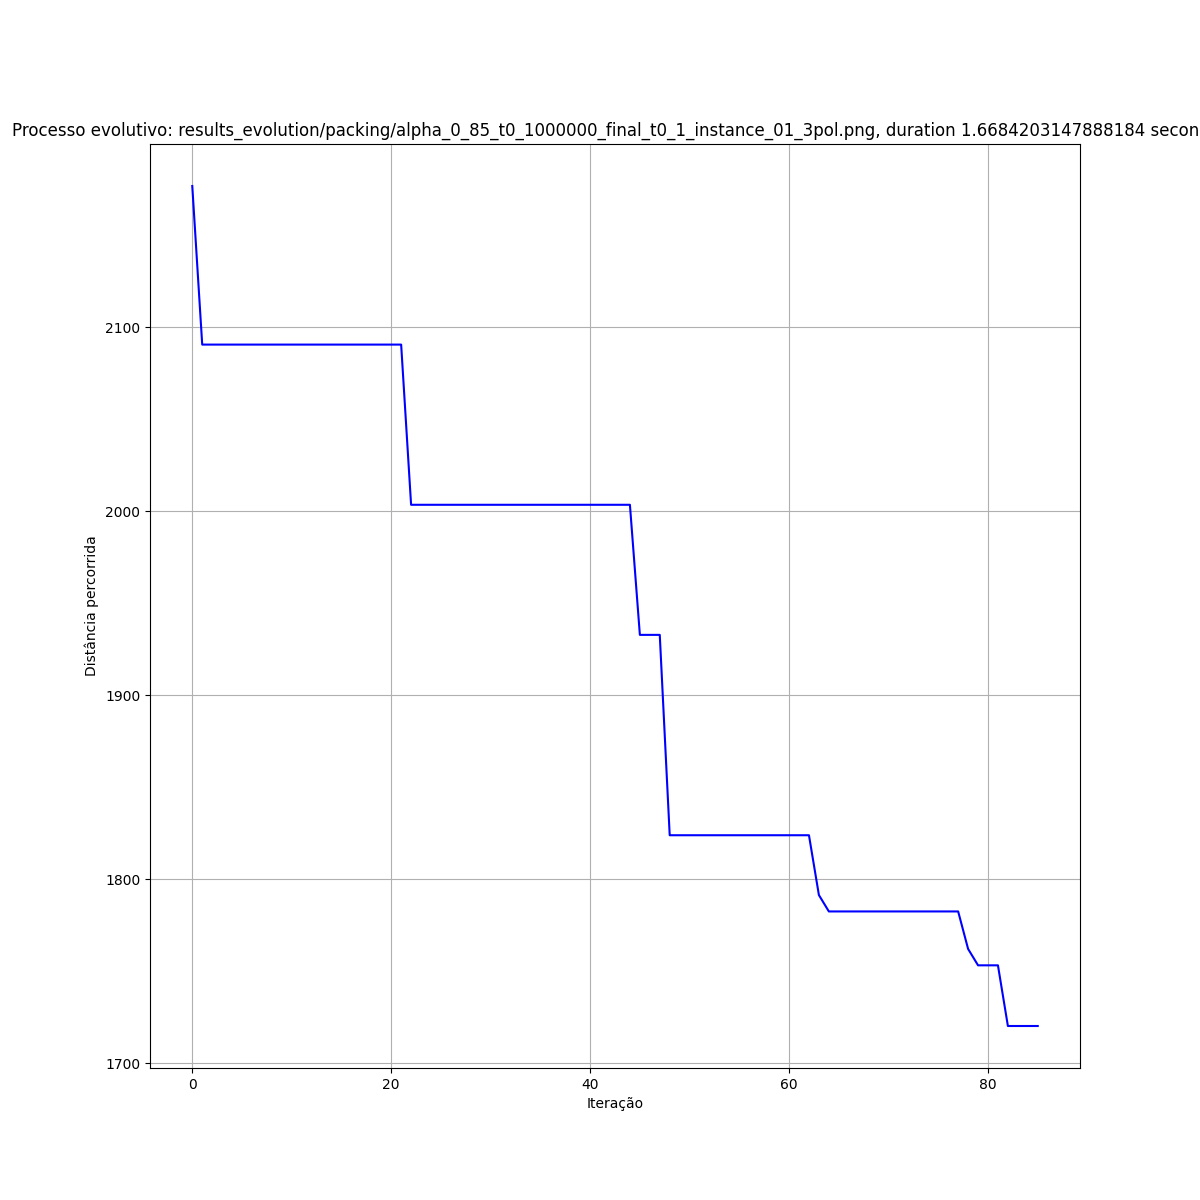 Processo evolutivo: results_evolution/packing/alpha_0_85_t0_1000000_final_t0_1_instance_01_3pol.png, duration 1.6684203147888184 secon
2100
2000
1900
1800
1700
Distância percorrida
0 20 40 60 80
Iteração